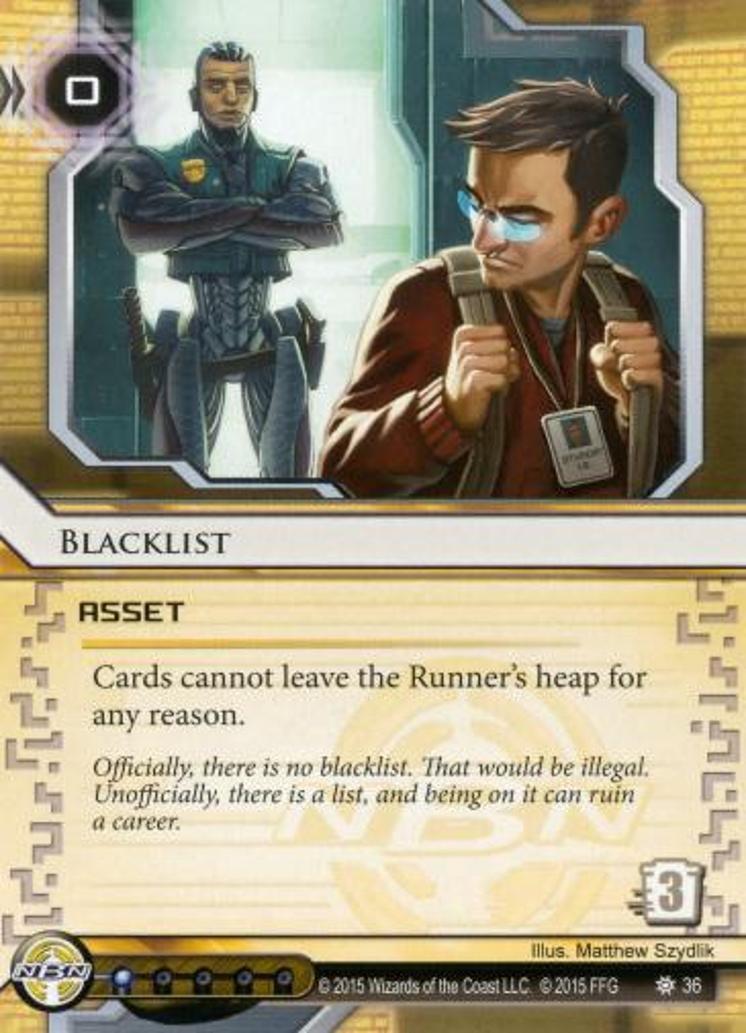 0
STUDENT
I.D.
BLACKLIST
ASSET
Cards cannot leave the Runner's heap for
any reason.
Officially, there is no blacklist. That would be illegal.
Unofficially, there is a list, and being on it can ruin
a career.
3
Illus. Matthew Szydlik
NBN
© 2015 Wizards of the Coast LLC. © 2015 FFG
36